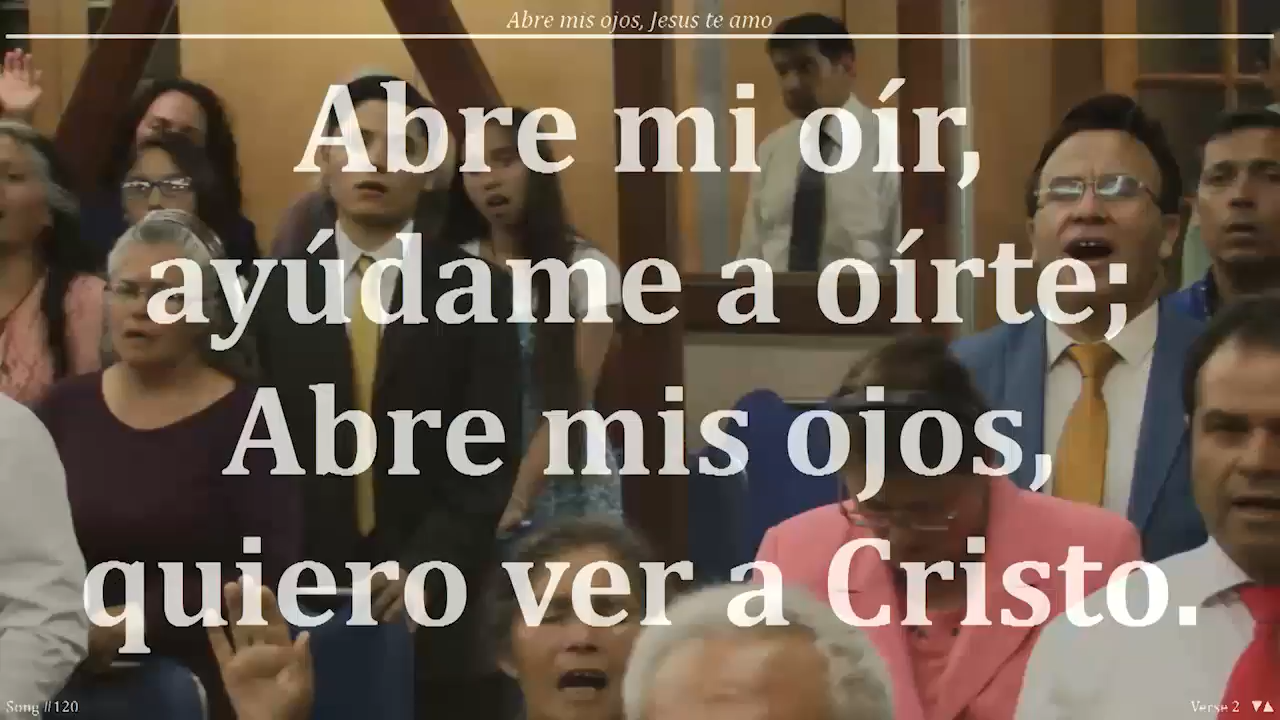 Abre mis ojos, Jesus te amo
Abre mi oír,
ayúdame a oírte;
Abre mis ojos,
quiero ver a Cristo.
Song #120
Verse 2 ▼▲